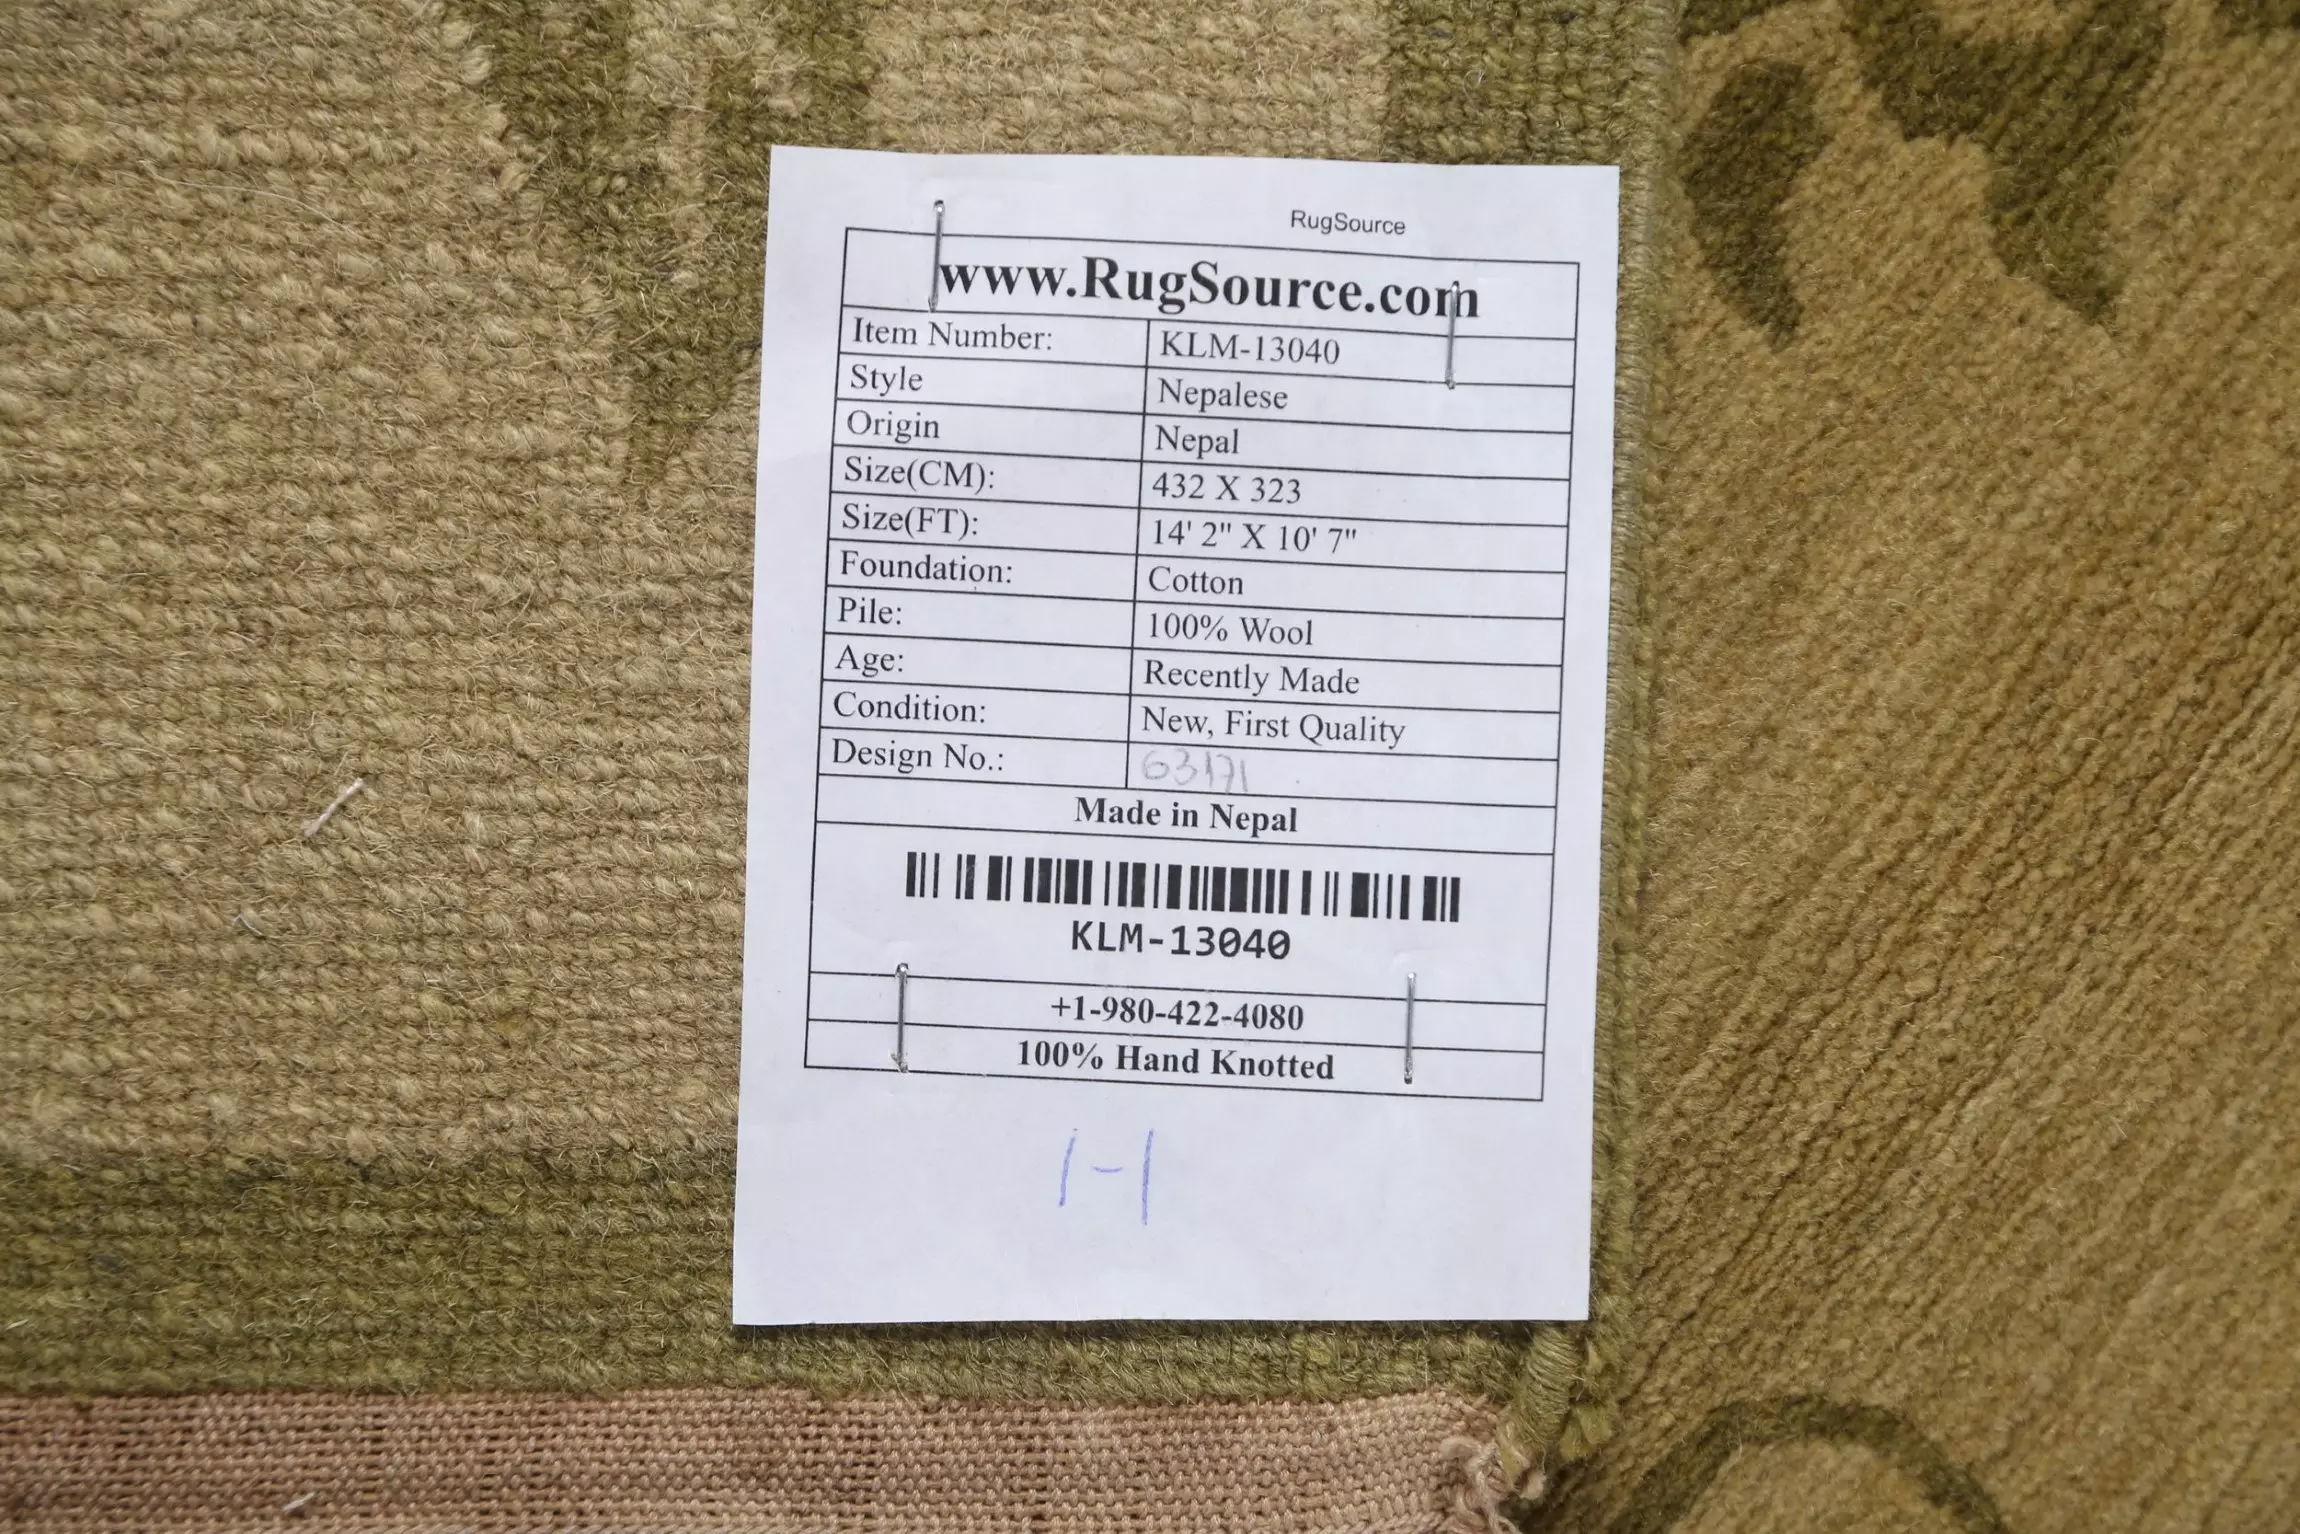 RugSource
www.RugSource.com
Item Number: KLM-13040
Style Nepalese
Origin Nepal
Size(CM): 432 X 323
Size(FT): 14' 2" X 10' 7"
Foundation: Cotton
Pile: 100% Wool
Age: Recently Made
Condition: New, First Quality
Design No.: 63171
Made in Nepal
KLM-13040
+1-980-422-4080
100% Hand Knotted
1-1